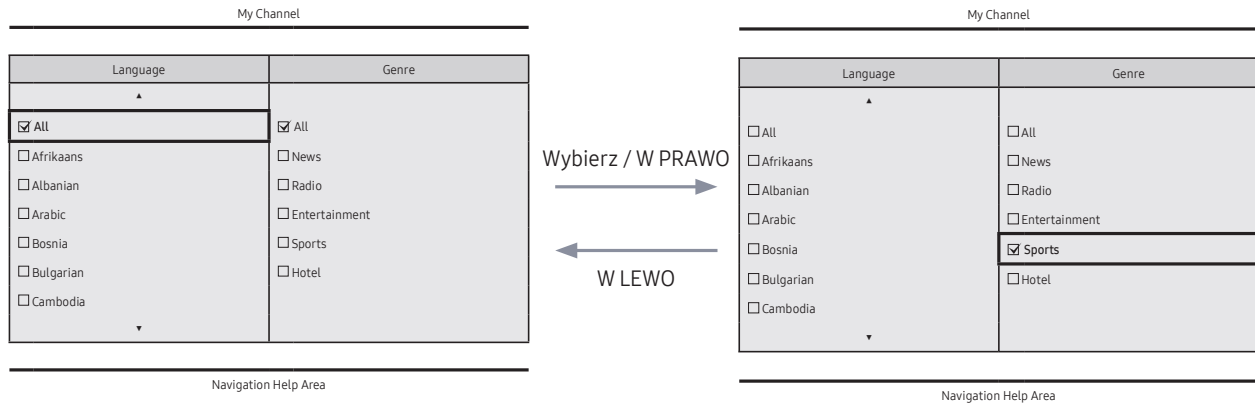 My Channel
Language Genre
▲
☑ All ☑ All
☐ Afrikaans ☐ News
☐ Albanian ☐ Radio
☐ Arabic ☐ Entertainment
☐ Bosnia ☐ Sports
☐ Bulgarian ☐ Hotel
☐ Cambodia
▼
Navigation Help Area
Wybierz / W PRAWO
W LEWO
My Channel
Language Genre
▲
☐ All ☐ All
☐ Afrikaans ☐ News
☐ Albanian ☐ Radio
☐ Arabic ☐ Entertainment
☐ Bosnia ☑ Sports
☐ Bulgarian ☐ Hotel
☐ Cambodia
▼
Navigation Help Area